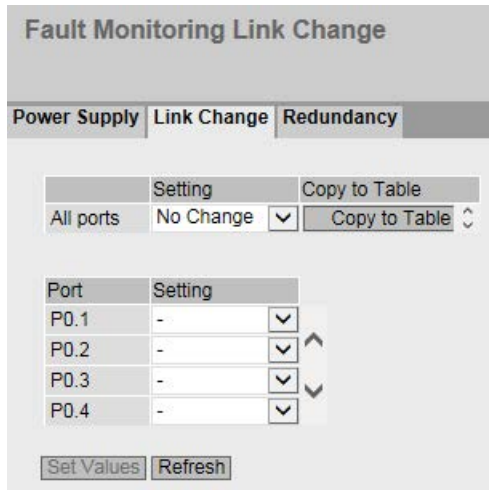 Fault Monitoring Link Change
Power Supply Link Change Redundancy
Setting Copy to Table
All ports No Change Copy to Table
Port Setting
P0.1 -
P0.2 -
P0.3 -
P0.4 -
Set Values Refresh